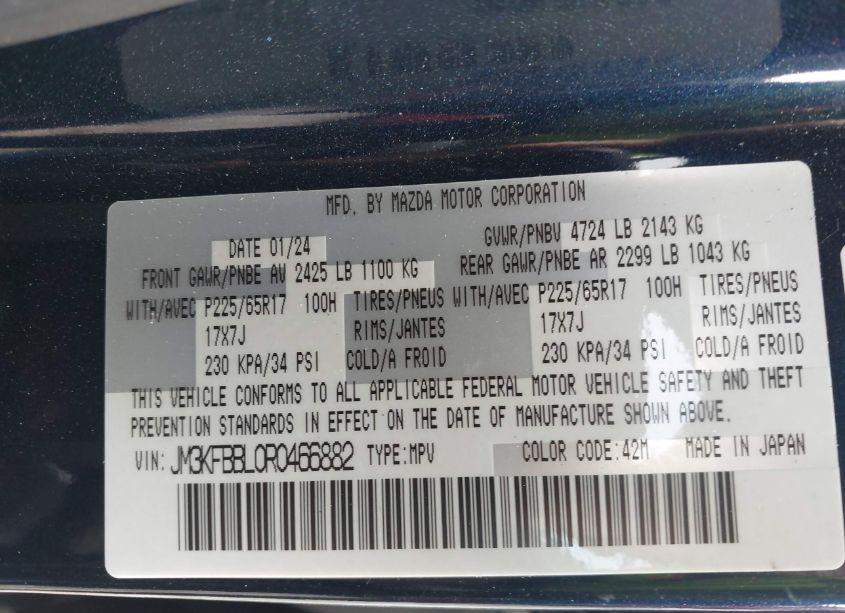 MFD. BY MAZDA MOTOR CORPORATION
DATE 01/24 GVWR/PNBV 4724 LB 2143 KG
FRONT GAWR/PNBE AV 2425 LB 1100 KG REAR GAWR/PNBE AR 2299 LB 1043 KG
WITH/AVEC P225/65R17 100H TIRES/PNEUS WITH/AVEC P225/65R17 100H TIRES/PNEUS
17X7J RIMS/JANTES 17X7J RIMS/JANTES
230 KPA/34 PSI COLD/A FROID 230 KPA/34 PSI COLD/A FROID
THIS VEHICLE CONFORMS TO ALL APPLICABLE FEDERAL MOTOR VEHICLE SAFETY AND THEFT
PREVENTION STANDARDS IN EFFECT ON THE DATE OF MANUFACTURE SHOWN ABOVE.
VIN: JM3KFBBL0R0466882 TYPE:MPV COLOR CODE:42M MADE IN JAPAN